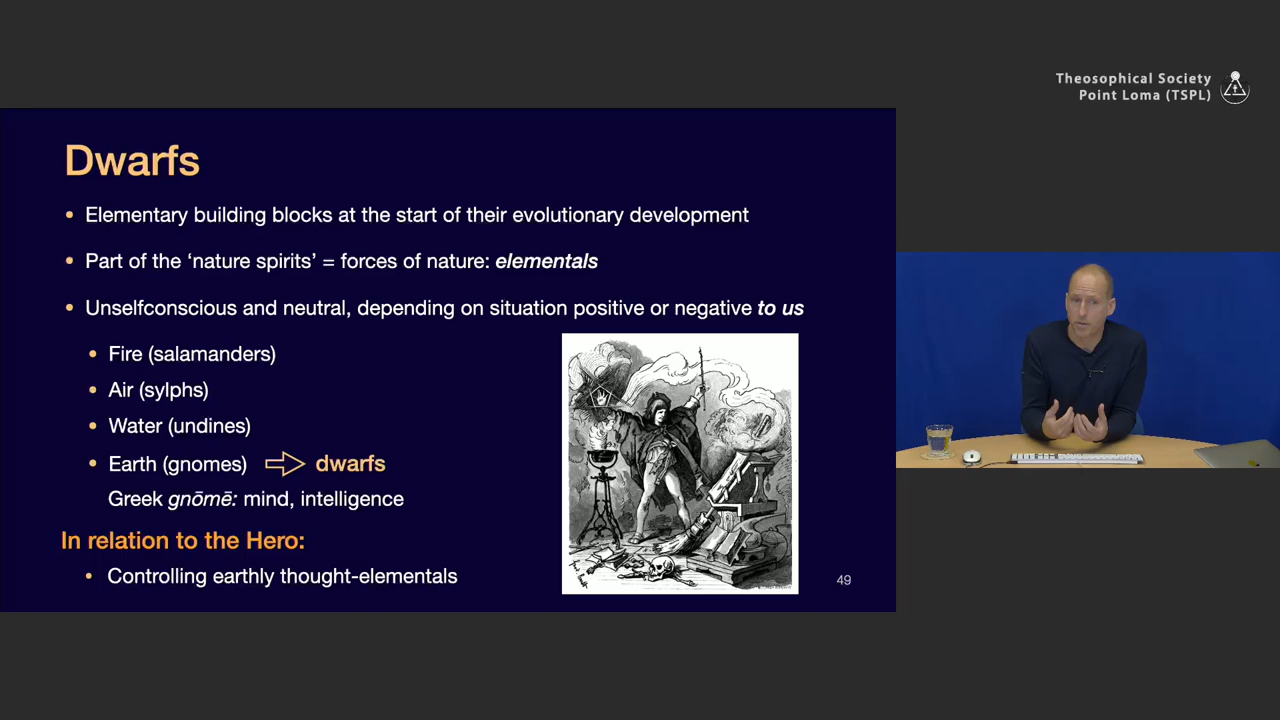 Theosophical Society
Point Loma (TSPL)
Dwarfs
• Elementary building blocks at the start of their evolutionary development
• Part of the ‘nature spirits’ = forces of nature: elementals
• Unselfconscious and neutral, depending on situation positive or negative to us
• Fire (salamanders)
• Air (sylphs)
• Water (undines)
• Earth (gnomes) ⇨ dwarfs
Greek gnōmē: mind, intelligence
In relation to the Hero:
• Controlling earthly thought-elementals
49